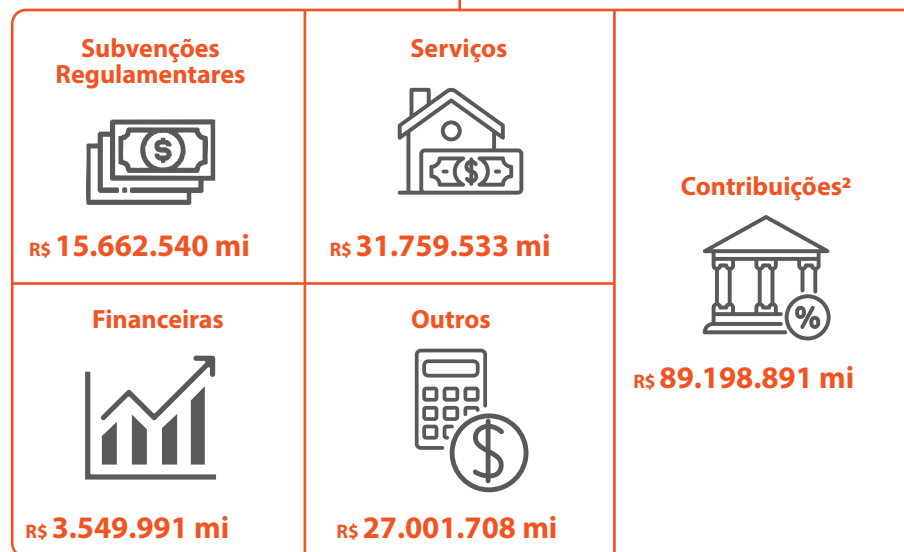 Subvenções
Regulamentares
$
R$ 15.662.540 mi
Serviços
$
R$ 31.759.533 mi
Contribuições²
%
R$ 89.198.891 mi
Financeiras
R$ 3.549.991 mi
Outros
$
R$ 27.001.708 mi